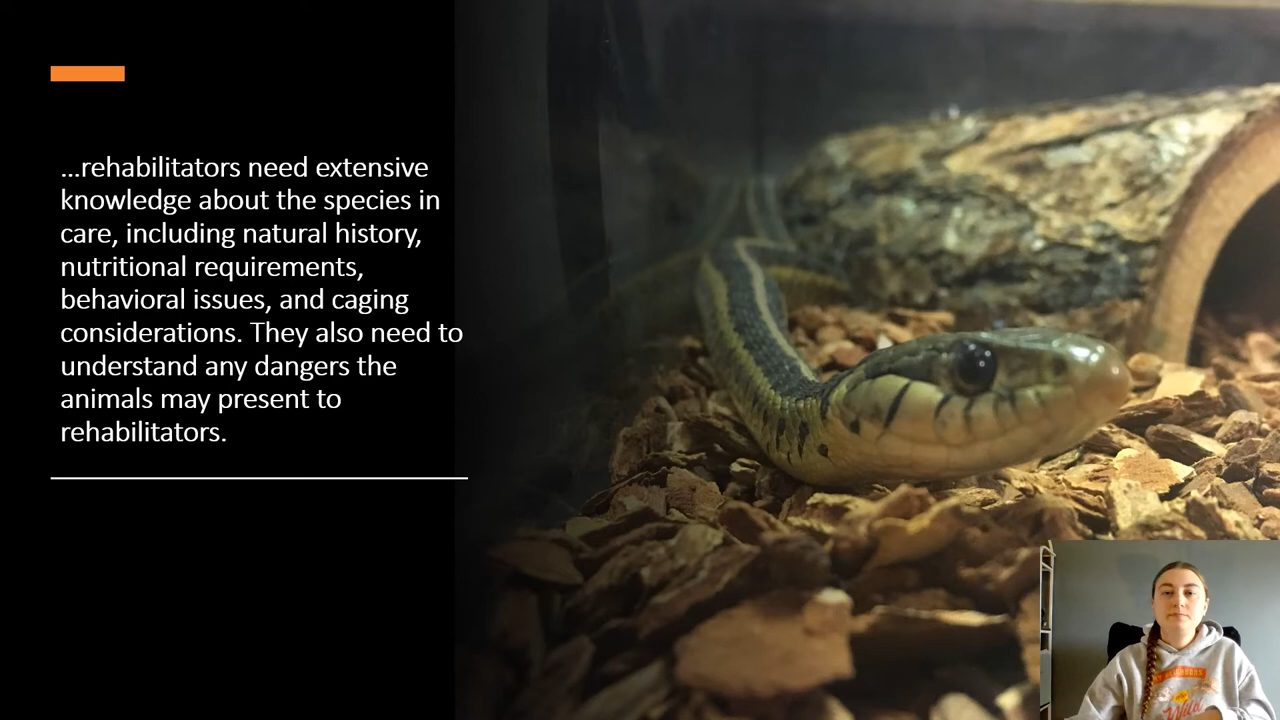 ...rehabilitators need extensive
knowledge about the species in
care, including natural history,
nutritional requirements,
behavioral issues, and caging
considerations. They also need to
understand any dangers the
animals may present to
rehabilitators.
Wild